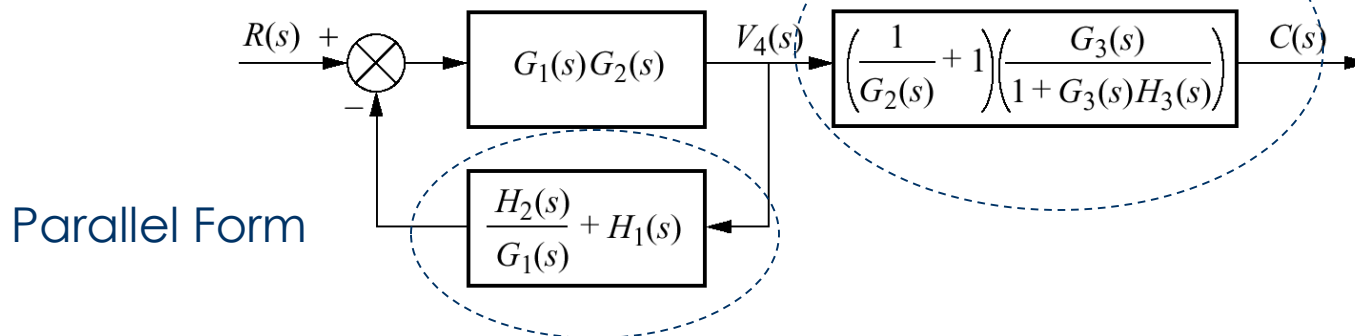 R(s) +
−
G₁(s)G₂(s)
V₄(s)
(1/G₂(s) + 1)(G₃(s)/(1 + G₃(s)H₃(s)))
C(s)
H₂(s)/G₁(s) + H₁(s)
Parallel Form